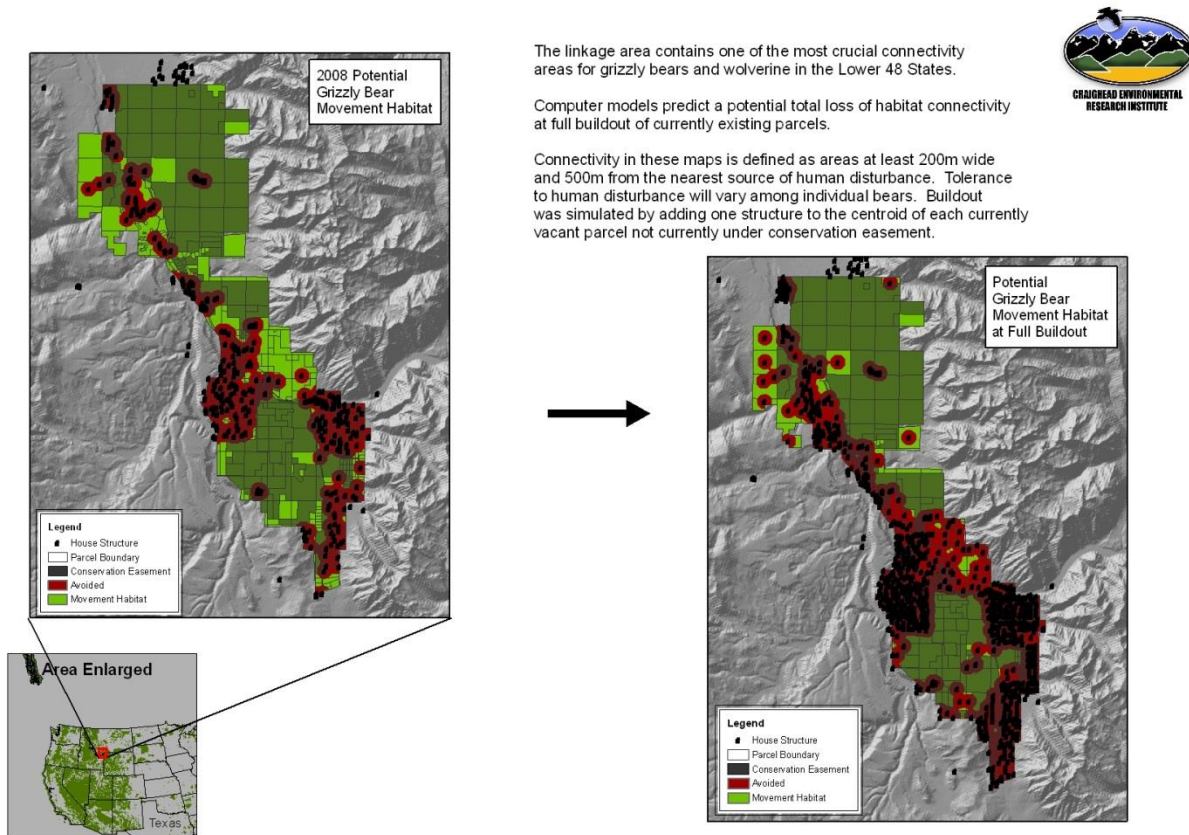 2008 Potential
Grizzly Bear
Movement Habitat
Legend
House Structure
Parcel Boundary
Conservation Easement
Avoided
Movement Habitat
Area Enlarged
Texas
The linkage area contains one of the most crucial connectivity
areas for grizzly bears and wolverine in the Lower 48 States.
Computer models predict a potential total loss of habitat connectivity
at full buildout of currently existing parcels.
Connectivity in these maps is defined as areas at least 200m wide
and 500m from the nearest source of human disturbance.  Tolerance
to human disturbance will vary among individual bears.  Buildout
was simulated by adding one structure to the centroid of each currently
vacant parcel not currently under conservation easement.
CRAIGHEAD ENVIRONMENTAL
RESEARCH INSTITUTE
Potential
Grizzly Bear
Movement Habitat
at Full Buildout
Legend
House Structure
Parcel Boundary
Conservation Easement
Avoided
Movement Habitat